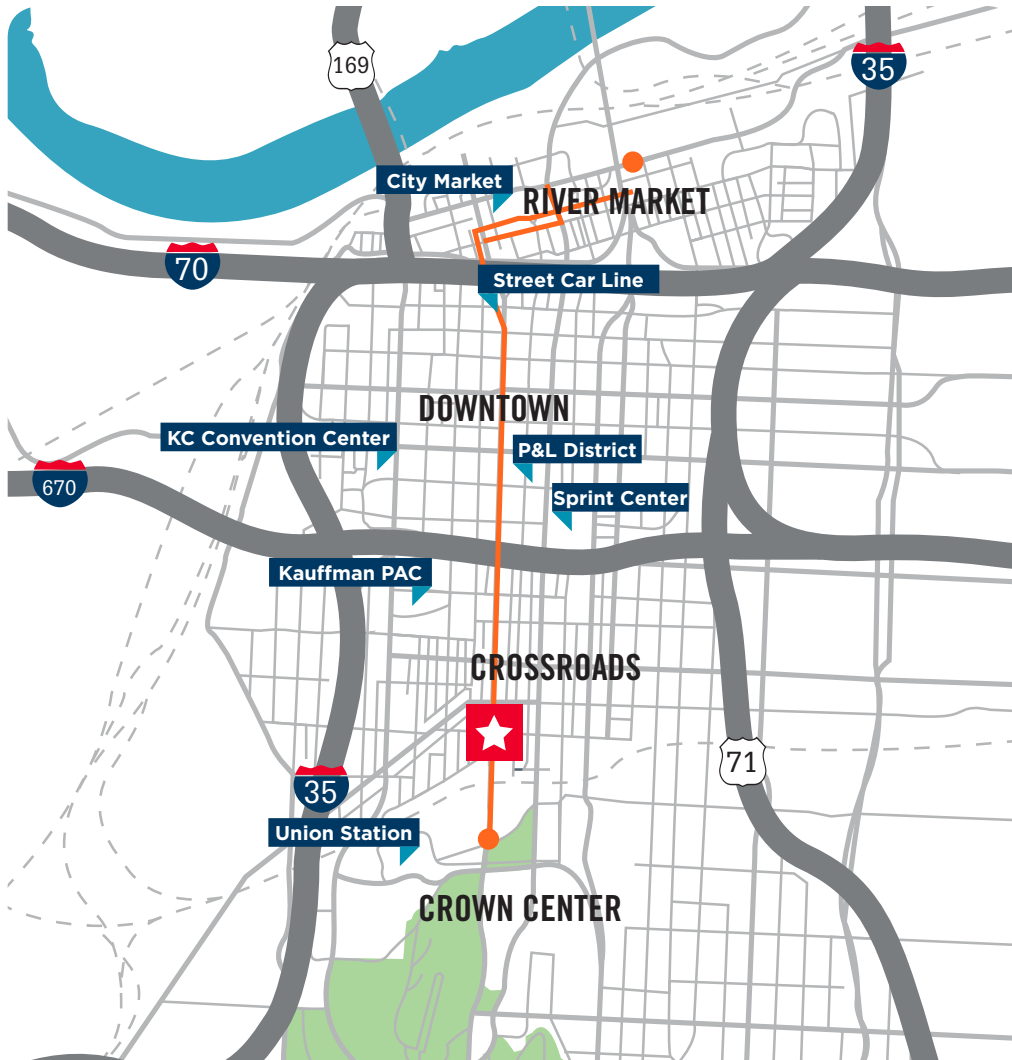 169
35
City Market
RIVER MARKET
70
Street Car Line
DOWNTOWN
KC Convention Center
P&L District
670
Sprint Center
Kauffman PAC
CROSSROADS
71
35
Union Station
CROWN CENTER